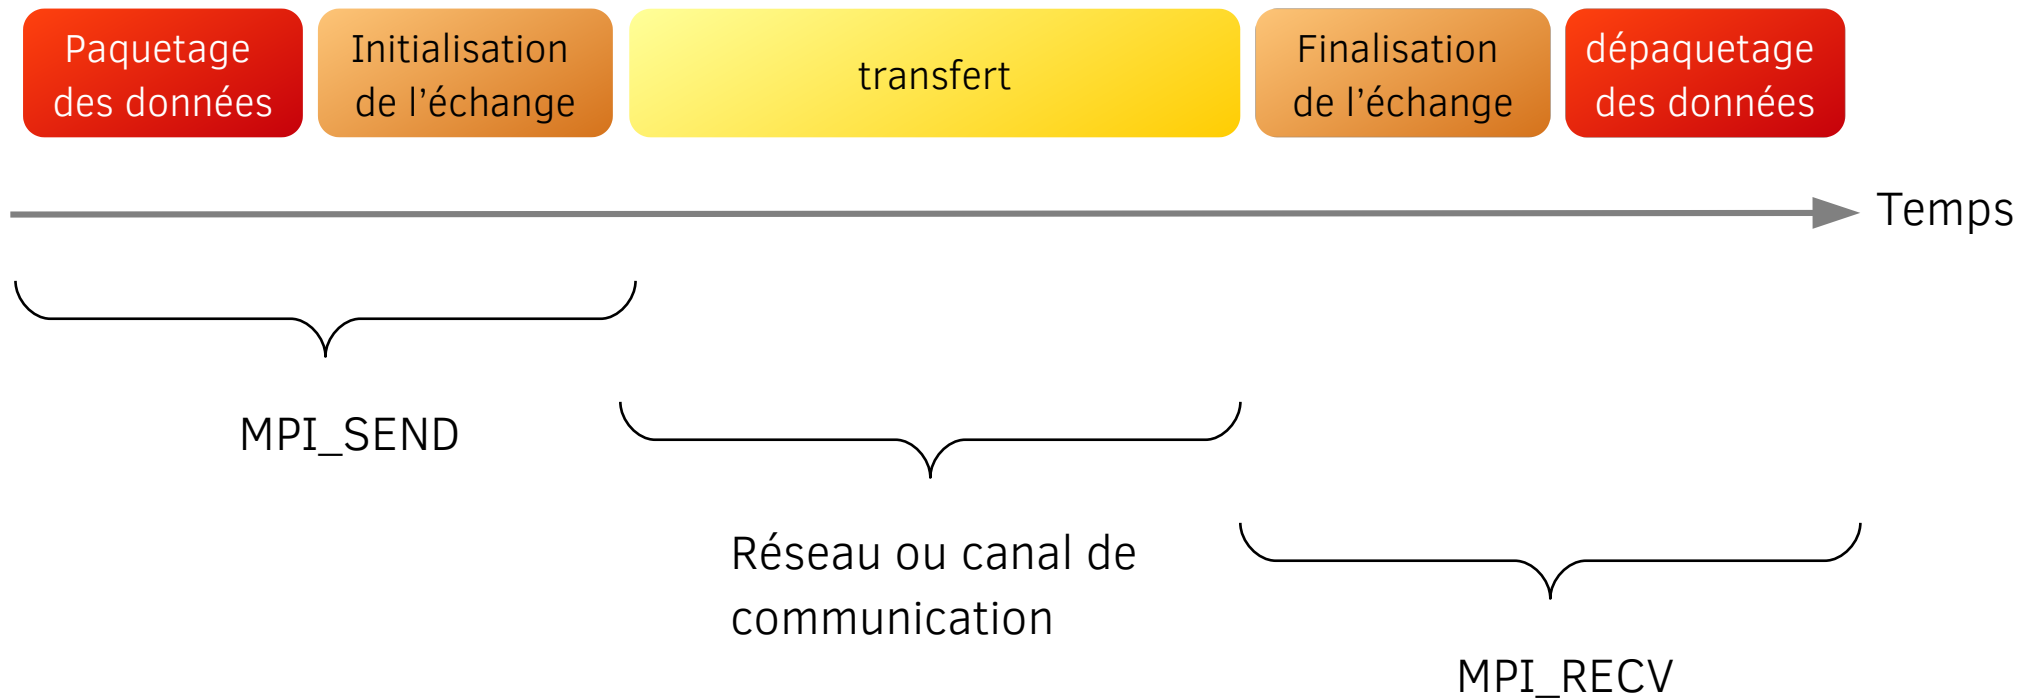 Paquetage
des données
Initialisation
de l’échange
transfert
Finalisation
de l’échange
dépaquetage
des données
Temps
MPI_SEND
Réseau ou canal de
communication
MPI_RECV